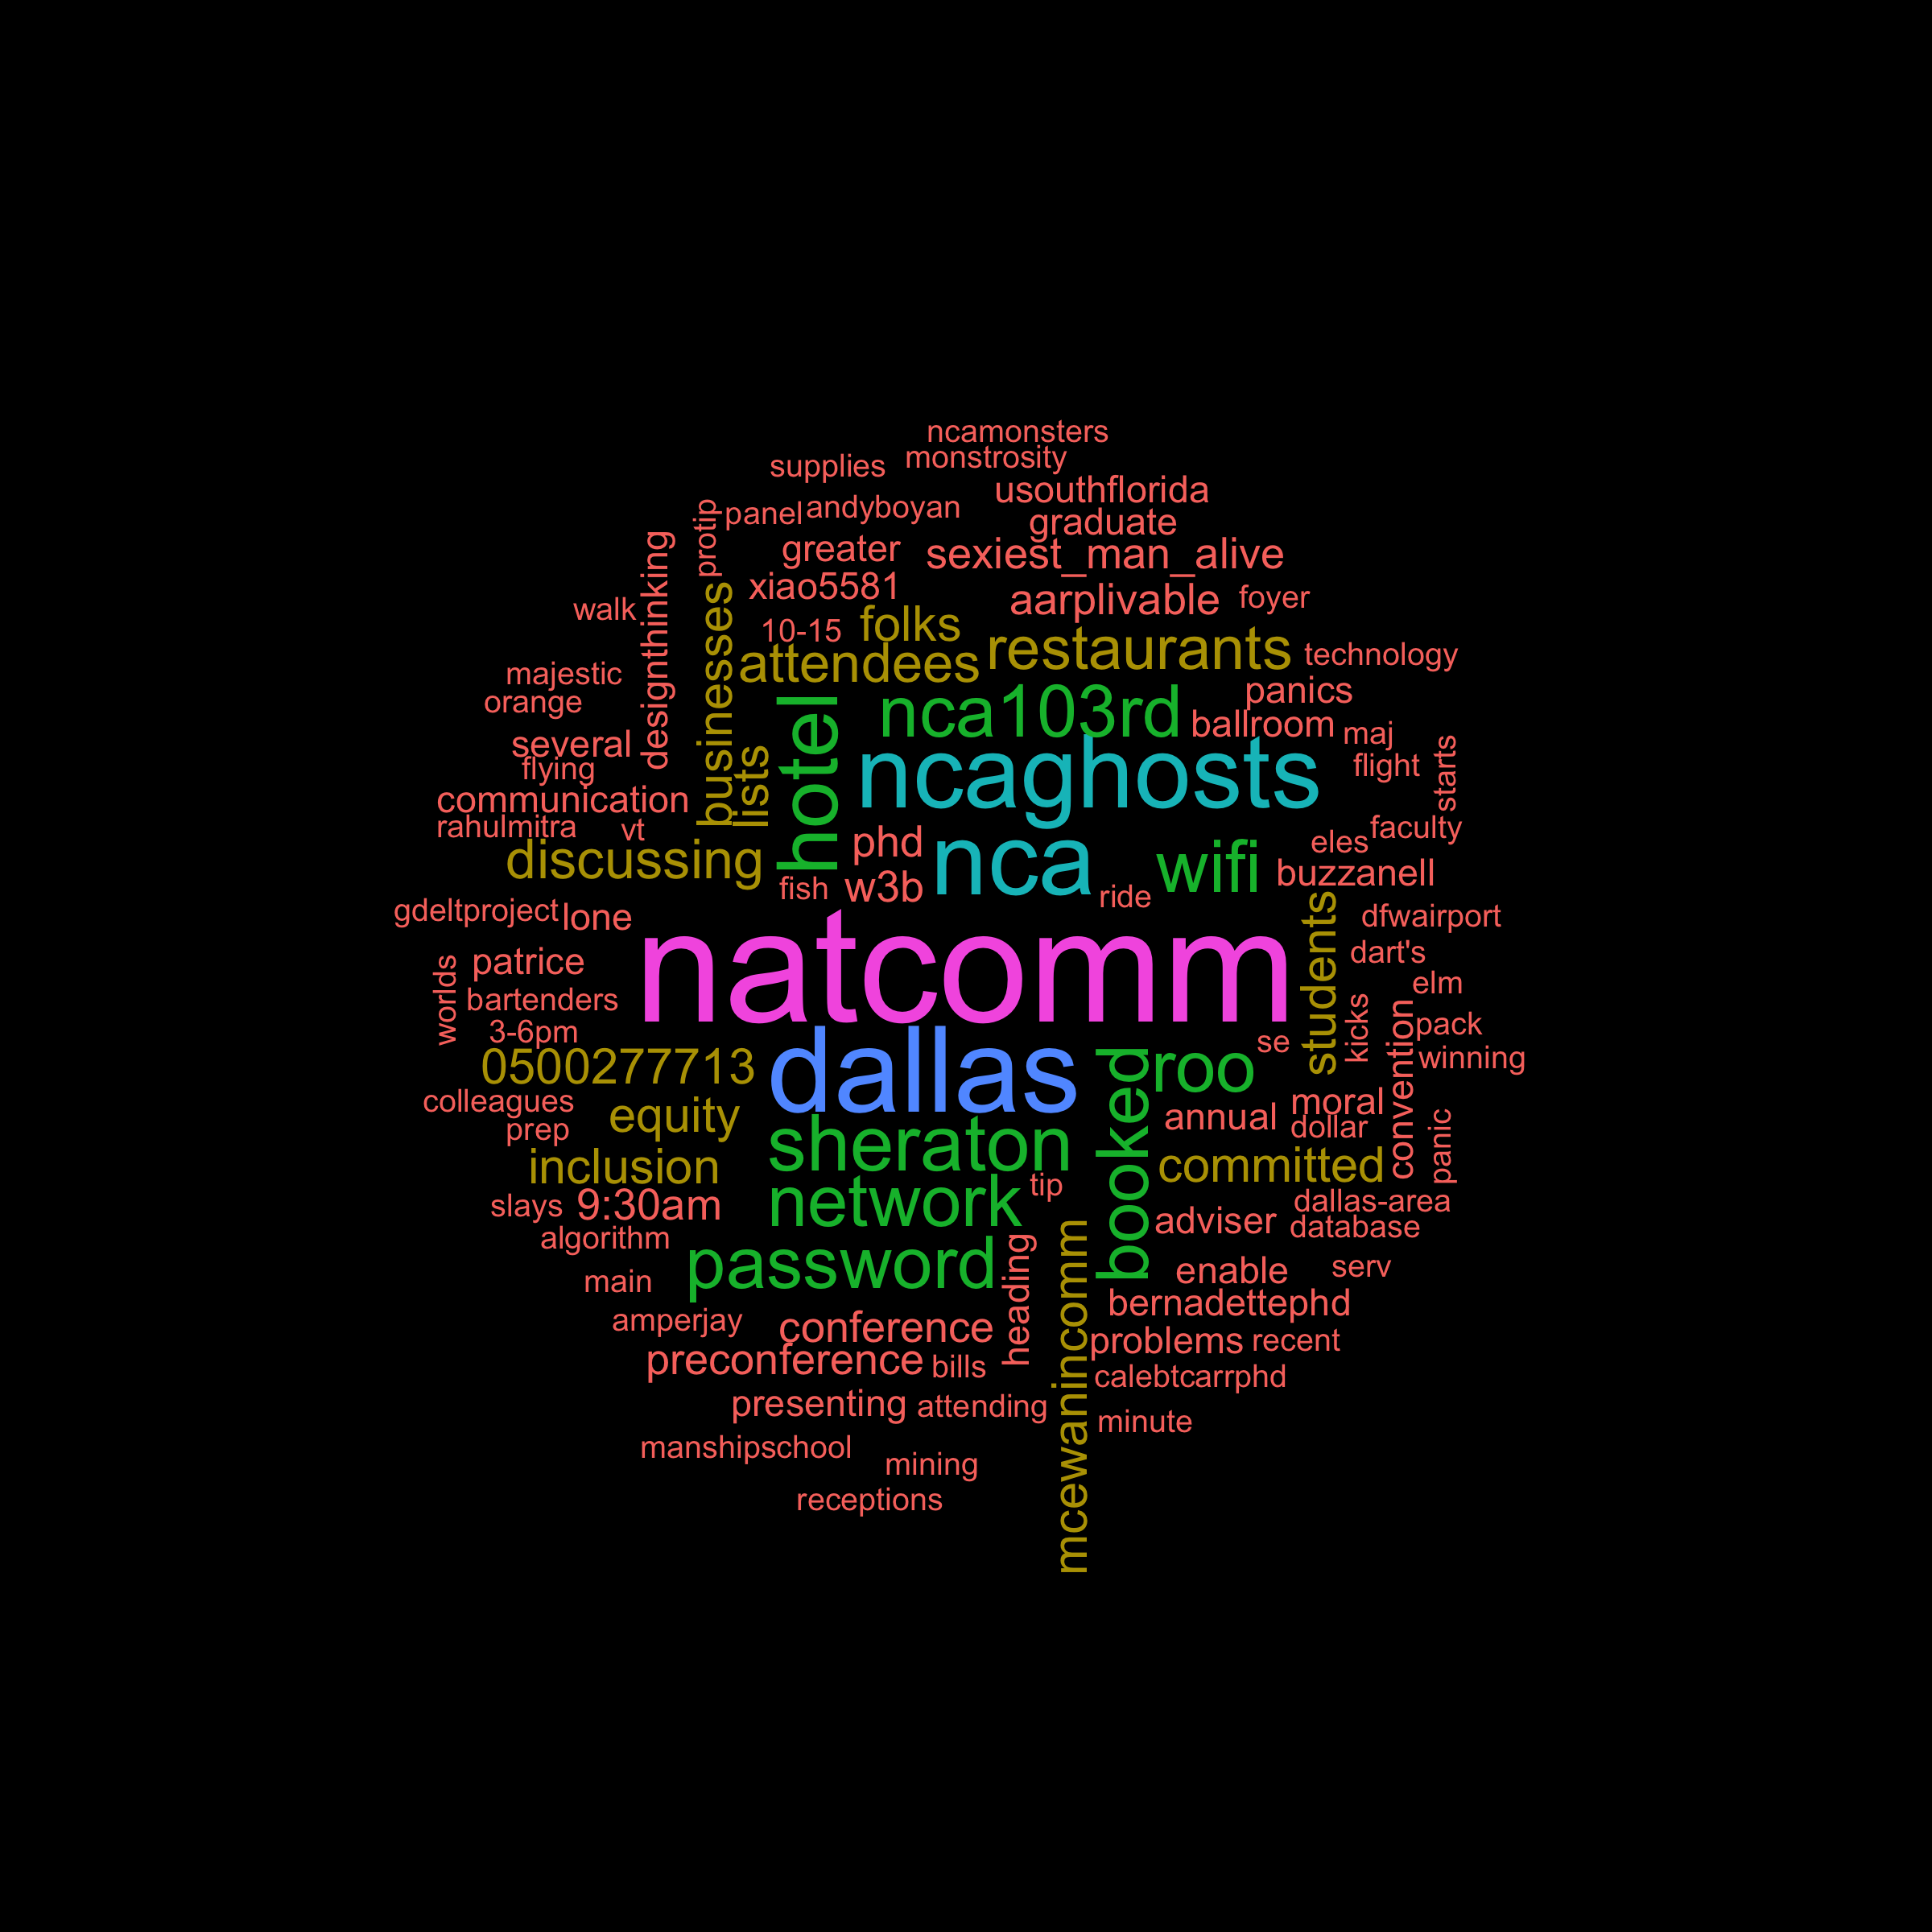 ncamonsters
monstrosity
supplies
usouthflorida
protip
panel
andyboyan
graduate
designthinking
greater
sexiest_man_alive
businesses
xiao5581
aarplivable
foyer
walk
10-15
folks
attendees
restaurants
technology
majestic
orange
hotel
nca103rd
panics
ballroom
maj
several
lists
flying
ncaghosts
flight
starts
communication
rahulmitra
vt
discussing
phd
nca
wifi
eles
faculty
buzzanell
fish
w3b
ride
students
gdeltproject
lone
dfwairport
natcomm
dart's
patrice
worlds
bartenders
elm
kicks
convention
pack
3-6pm
dallas
booked
roo
se
winning
0500277713
colleagues
equity
annual
moral
dollar
panic
prep
sheraton
inclusion
committed
slays
9:30am
network
tip
dallas-area
adviser
database
algorithm
password
heading
mcewanincomm
enable
serv
main
bernadettephd
amperjay
conference
problems
recent
preconference
bills
calebtcarrphd
presenting
attending
minute
manshipschool
mining
receptions